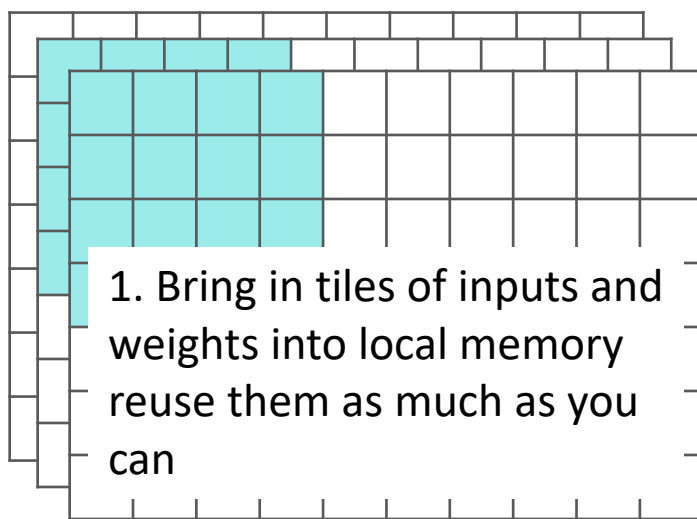 1. Bring in tiles of inputs and
weights into local memory
reuse them as much as you
can